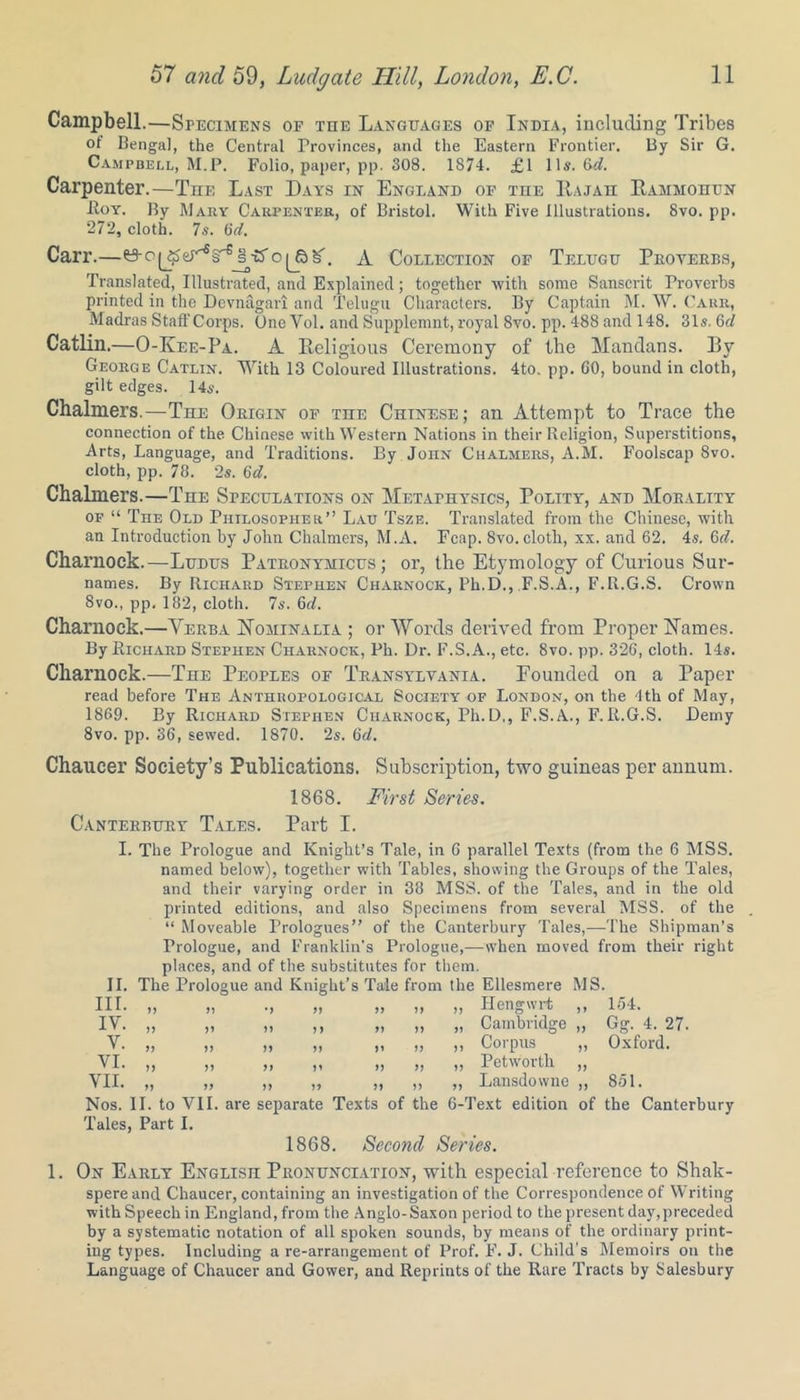 57 and 59, Ludgate Hill, London, E.C. 11
Campbell.—Specimens of the Languages of India, including Tribes
of Bengal, the Central Provinces, and the Eastern Frontier. By Sir G.
Campbell, M.P. Folio, paper, pp. 308. 1874. £1 11s. 6d.
Carpenter.—The Last Days in England of the Rajah Rammohun
Roy. By Mary Carpenter, of Bristol. With Five Illustrations. 8vo. pp.
272, cloth. 7s. 6d.
Carr.—ఆంధ్రలోకోక్తిచంద్రిక. A Collection of Telugu Proverbs,
Translated, Illustrated, and Explained; together with some Sanscrit Proverbs
printed in the Devnâgarî and Telugu Characters. By Captain M. W. Carr,
Madras Staff Corps. One Vol. and Supplemnt, royal 8vo. pp. 488 and 148. 31s. 6d
Catlin.—O-Kee-Pa. A Religious Ceremony of the Mandans. By
George Catlin. With 13 Coloured Illustrations. 4to. pp. 60, bound in cloth,
gilt edges. 14s.
Chalmers.—The Origin of the Chinese; an Attempt to Trace the
connection of the Chinese with Western Nations in their Religion, Superstitions,
Arts, Language, and Traditions. By John Chalmers, A.M. Foolscap 8vo.
cloth, pp. 78. 2s. 6d.
Chalmers.—The Speculations on Metaphysics, Polity, and Morality
of “ The Old Philosopher” Lau Tsze. Translated from the Chinese, with
an Introduction by John Chalmers, M.A. Fcap. 8vo. cloth, xx. and 62. 4s. 6d.
Charnock.—Ludus Patronymicus; or, the Etymology of Curious Sur-
names. By Richard Stephen Charnock, Ph.D., F.S.A., F.R.G.S. Crown
8vo., pp. 182, cloth. 7s. 6d.
Charnock.—Verba Nominalia ; or Words derived from Proper Names.
By Richard Stephen Charnock, Ph. Dr. F.S.A., etc. 8vo. pp. 326, cloth. 14s.
Charnock.—The Peoples of Transylvania. Founded on a Paper
read before The Anthropological Society of London, on the 4th of May,
1869. By Richard Stephen Charnock, Ph.D., F.S.A., F.R.G.S. Demy
8vo. pp. 36, sewed. 1870. 2s. 6d.
Chaucer Society’s Publications. Subscription, two guineas per annum.
1868. First Series.
Canterbury Tales. Part I.
I. The Prologue and Knight’s Tale, in 6 parallel Texts (from the 6 MSS.
named below), together with Tables, showing the Groups of the Tales,
and their varying order in 38 MSS. of the Tales, and in the old
printed editions, and also Specimens from several MSS. of the
“ Moveable Prologues” of the Canterbury Tales,—The Shipman’s
Prologue, and Franklin’s Prologue,—when moved from their right
places, and of the substitutes for them.
II. The Prologue and Knight’s Tale from the Ellesmere MS.
III. „ „ „ „ „ „ „ Hengwrt „ 154.
IV. „ „ „ „ „ „ „ Cambridge „ Gg. 4. 27.
V. „ „ „ „ „ „ „ Corpus „ Oxford.
VI. „ „ „ „ „ „ „ Petworth „
VII. „ „ „ „ „ „ „ Lansdowne „ 851.
Nos. II. to VII. are separate Texts of the 6-Text edition of the Canterbury
Tales, Part I.
1868. Second Series.
1. On Early English Pronunciation, with especial reference to Shak-
spere and Chaucer, containing an investigation of the Correspondence of Writing
with Speech in England, from the Anglo-Saxon period to the present day, preceded
by a systematic notation of all spoken sounds, by means of the ordinary print-
ing types. Including a re-arrangement of Prof. F. J. Child’s Memoirs on the
Language of Chaucer and Gower, and Reprints of the Rare Tracts by Salesbury